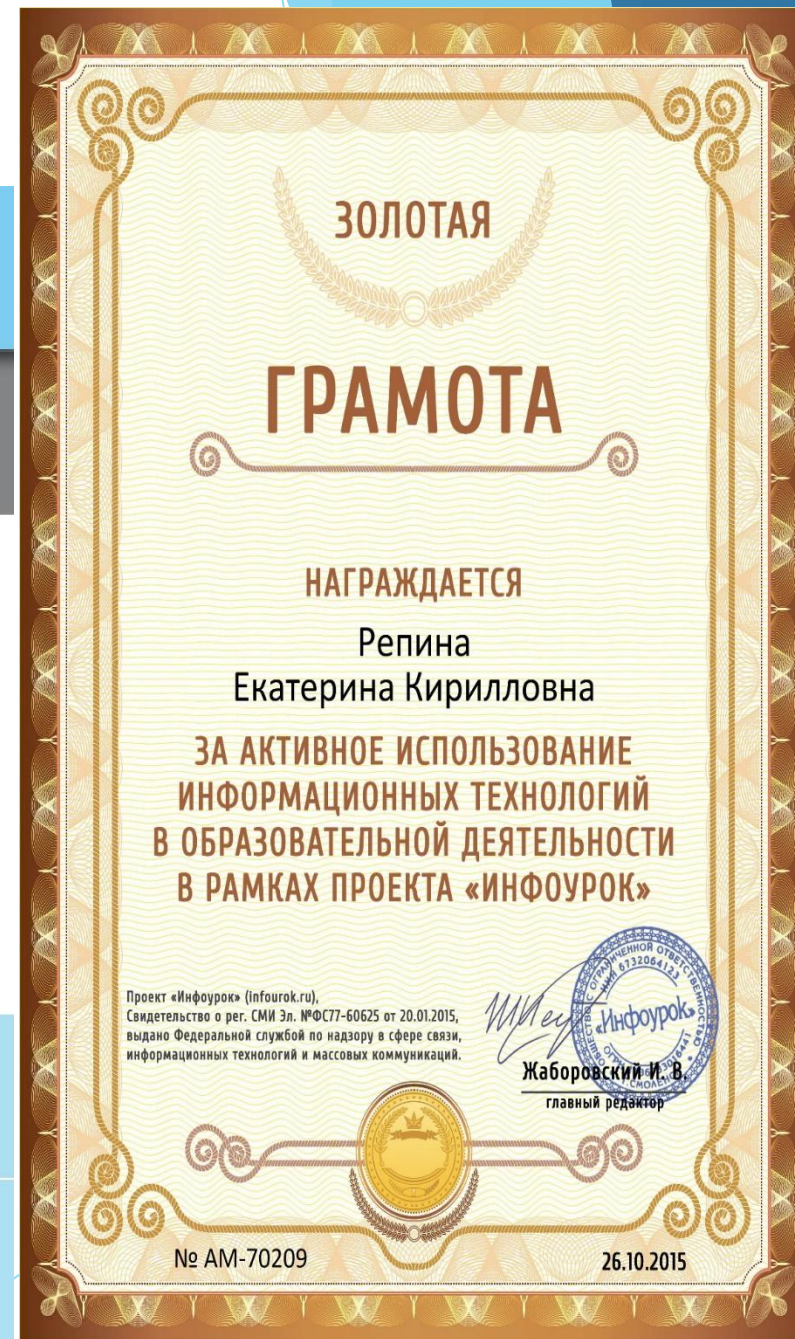 ЗОЛОТАЯ
ГРАМОТА
НАГРАЖДАЕТСЯ
Репина
Екатерина Кирилловна
ЗА АКТИВНОЕ ИСПОЛЬЗОВАНИЕ
ИНФОРМАЦИОННЫХ ТЕХНОЛОГИЙ
В ОБРАЗОВАТЕЛЬНОЙ ДЕЯТЕЛЬНОСТИ
В РАМКАХ ПРОЕКТА «ИНФОУРОК»
Проект «Инфоурок» (infourok.ru),
Свидетельство о рег. СМИ Эл. №ФС77-60625 от 20.01.2015,
выдано Федеральной службой по надзору в сфере связи,
информационных технологий и массовых коммуникаций.
ИНН 6732064123
«Инфоурок»
Жаборовский И. В.
главный редактор
№ АМ-70209
26.10.2015